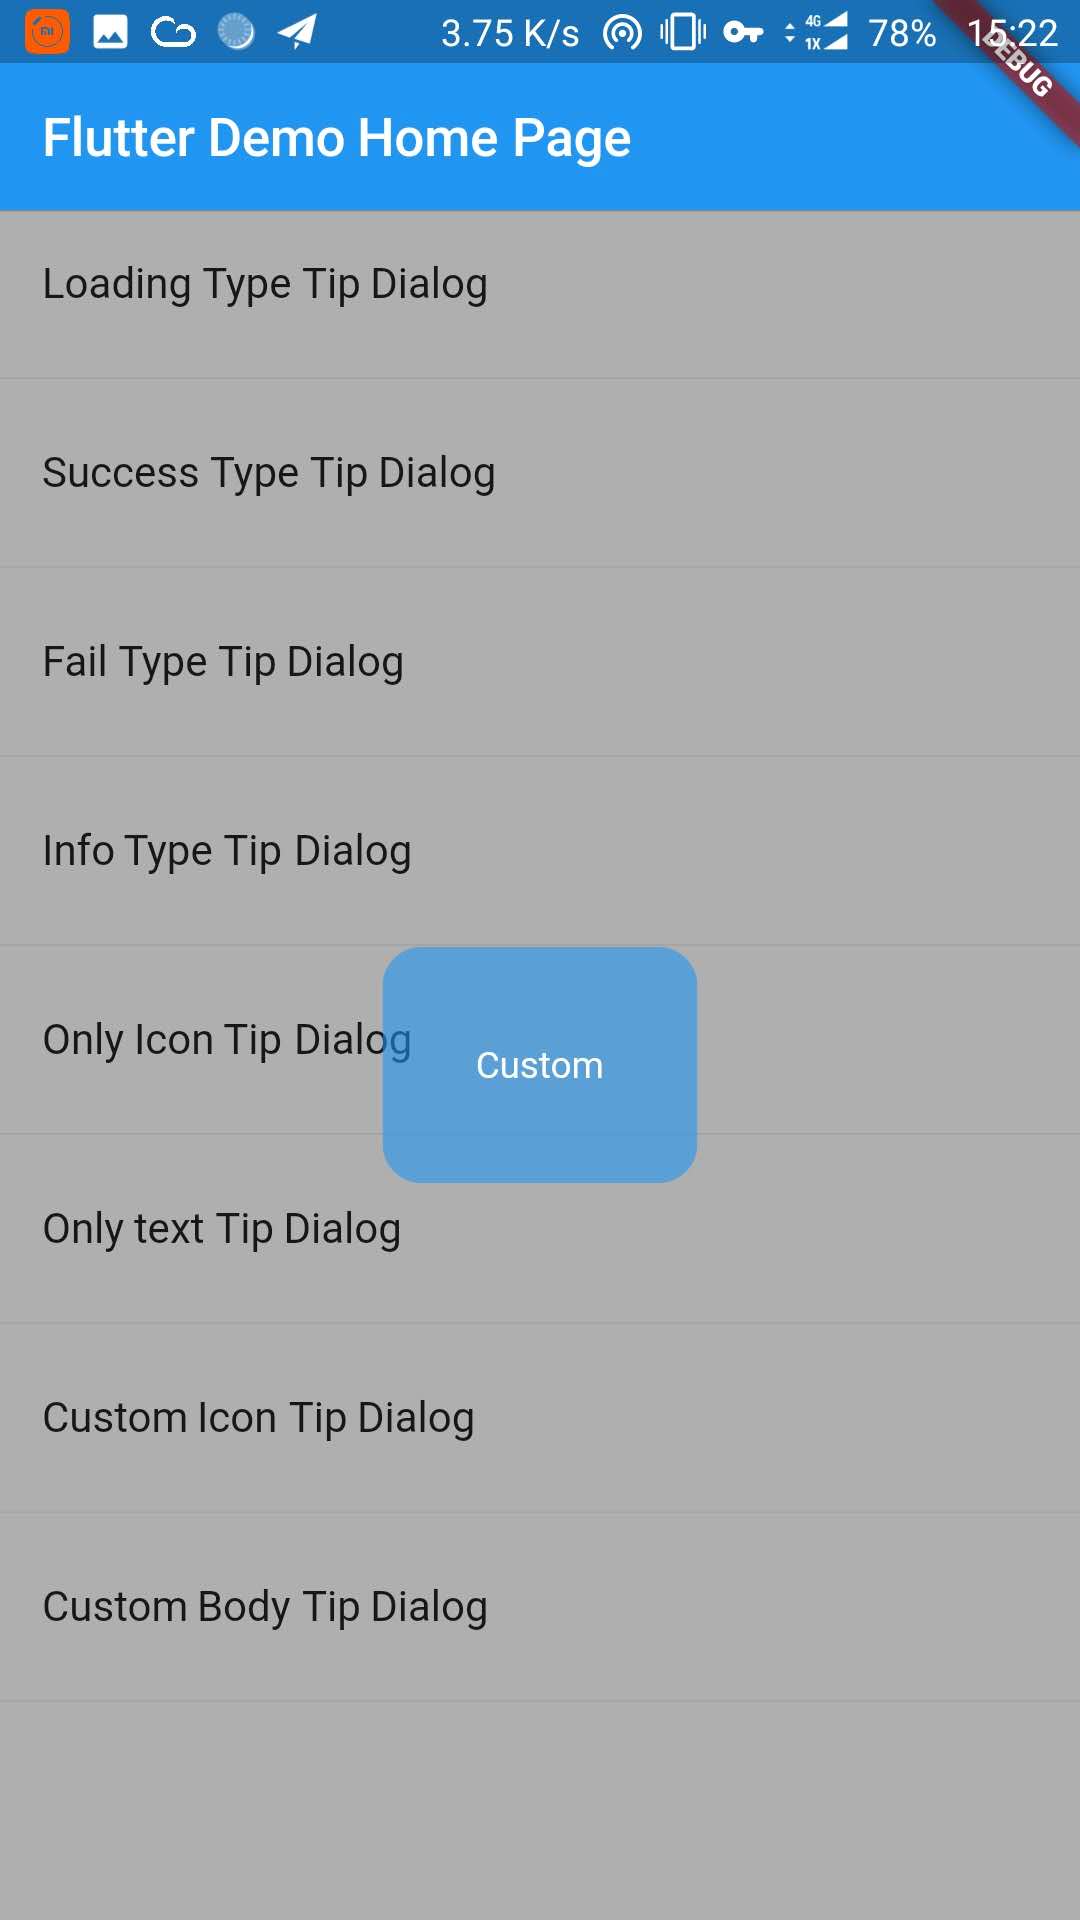 3.75 K/s 4G 1X 78% 15:22
DEBUG
Flutter Demo Home Page
Loading Type Tip Dialog
Success Type Tip Dialog
Fail Type Tip Dialog
Info Type Tip Dialog
Only Icon Tip Dialog
Custom
Only text Tip Dialog
Custom Icon Tip Dialog
Custom Body Tip Dialog